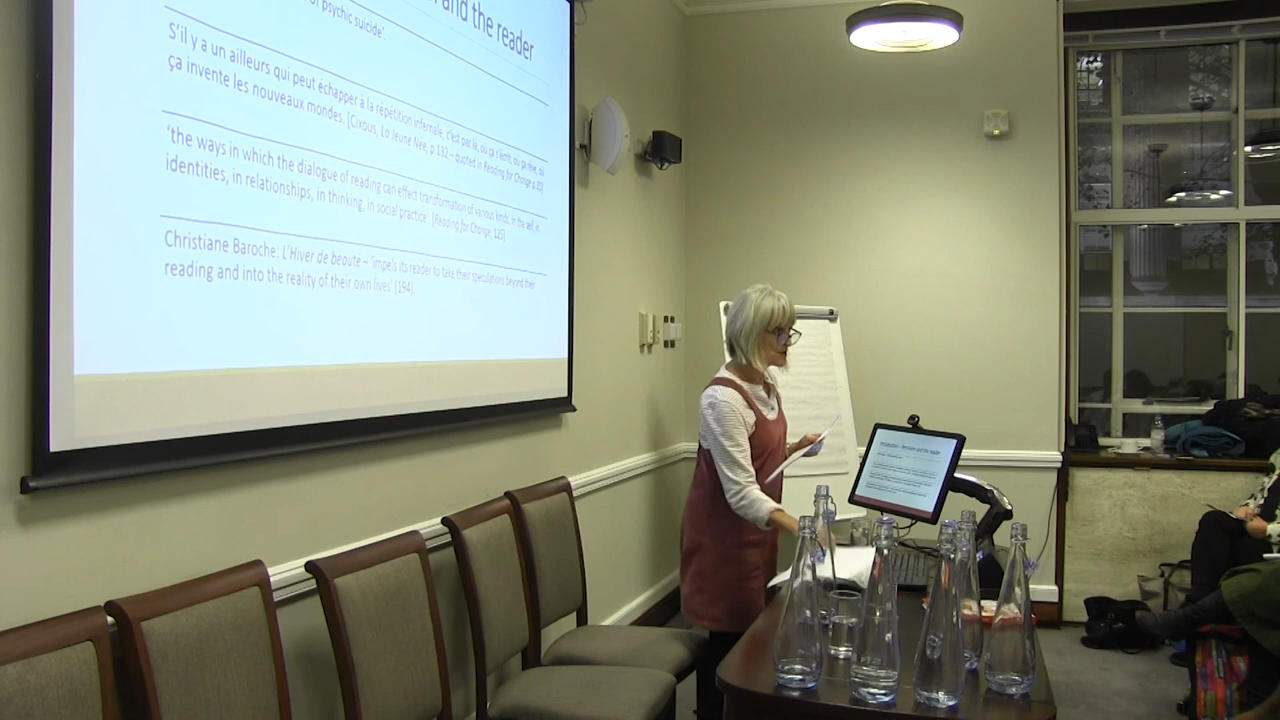 and the reader
of psychic suicide'.
S'il y a un ailleurs qui peut échapper à la répétition infernale, c'est par là, où ça s'écrit, où ça rêve, où
ça invente les nouveaux mondes. [Cixous, La Jeune Née, p.132 – quoted in Reading for Change p.20]
'the ways in which the dialogue of reading can effect transformation of various kinds, in the self, in
identities, in relationships, in thinking, in social practice'. [Reading for Change, 125]
Christiane Baroche: L'Hiver de beaute – 'impels its reader to take their speculations beyond their
reading and into the reality of their own lives' (194).